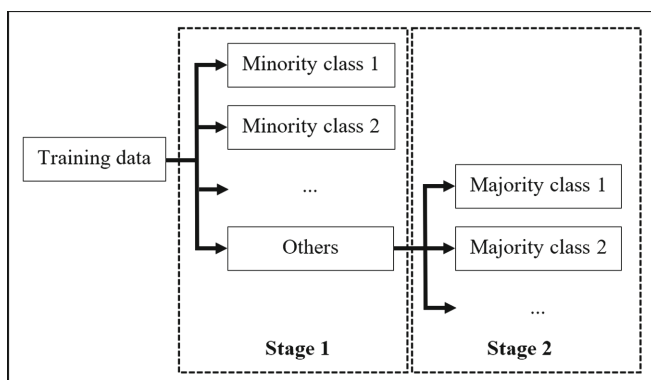 Training data
Minority class 1
Minority class 2
...
Others
Stage 1
Majority class 1
Majority class 2
...
Stage 2